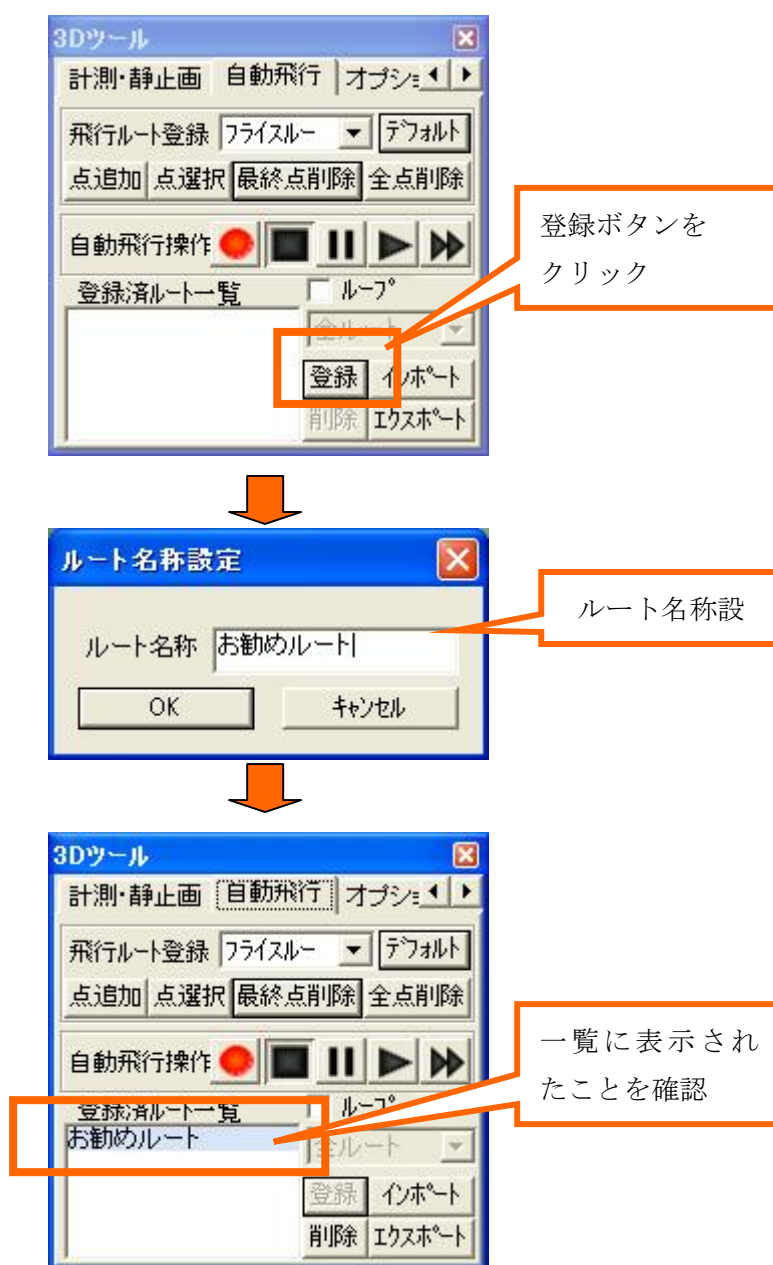 3Dツール
計測・静止画 自動飛行 オプショ
飛行ルート登録 フライスルー デフォルト
点追加 点選択 最終点削除 全点削除
自動飛行操作
登録済ルート一覧 ループ
全ルート
登録 インポート
削除 エクスポート
登録ボタンを
クリック
ルート名称設定
ルート名称 お勧めルート
OK キャンセル
ルート名称設
3Dツール
計測・静止画 自動飛行 オプショ
飛行ルート登録 フライスルー デフォルト
点追加 点選択 最終点削除 全点削除
自動飛行操作
登録済ルート一覧 ループ
お勧めルート 全ルート
登録 インポート
削除 エクスポート
一覧に表示され
たことを確認